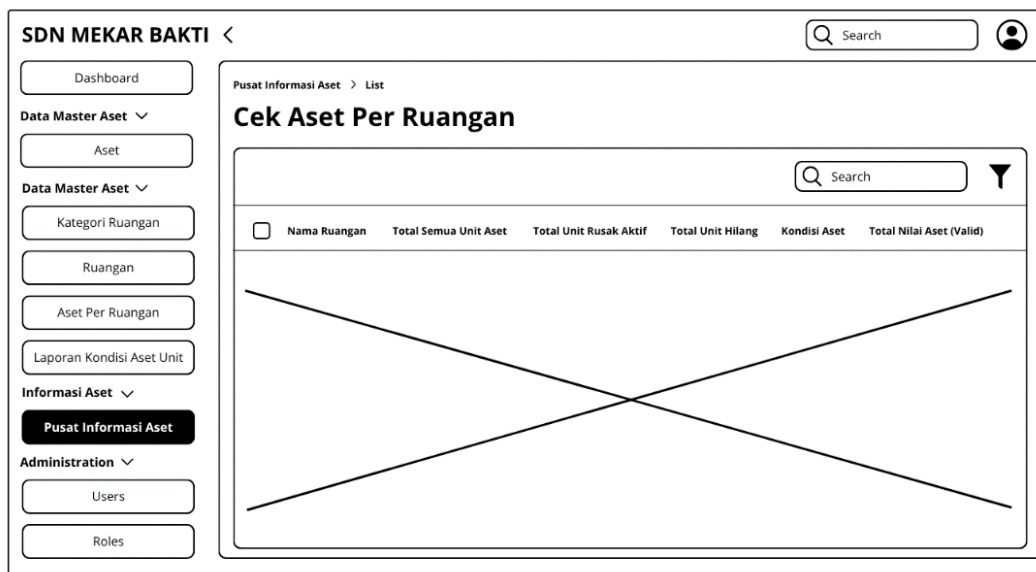 SDN MEKAR BAKTI
Search
Dashboard
Data Master Aset
Aset
Data Master Aset
Kategori Ruangan
Ruangan
Aset Per Ruangan
Laporan Kondisi Aset Unit
Informasi Aset
Pusat Informasi Aset
Administration
Users
Roles
Pusat Informasi Aset > List
Cek Aset Per Ruangan
Search
Nama Ruangan Total Semua Unit Aset Total Unit Rusak Aktif Total Unit Hilang Kondisi Aset Total Nilai Aset (Valid)